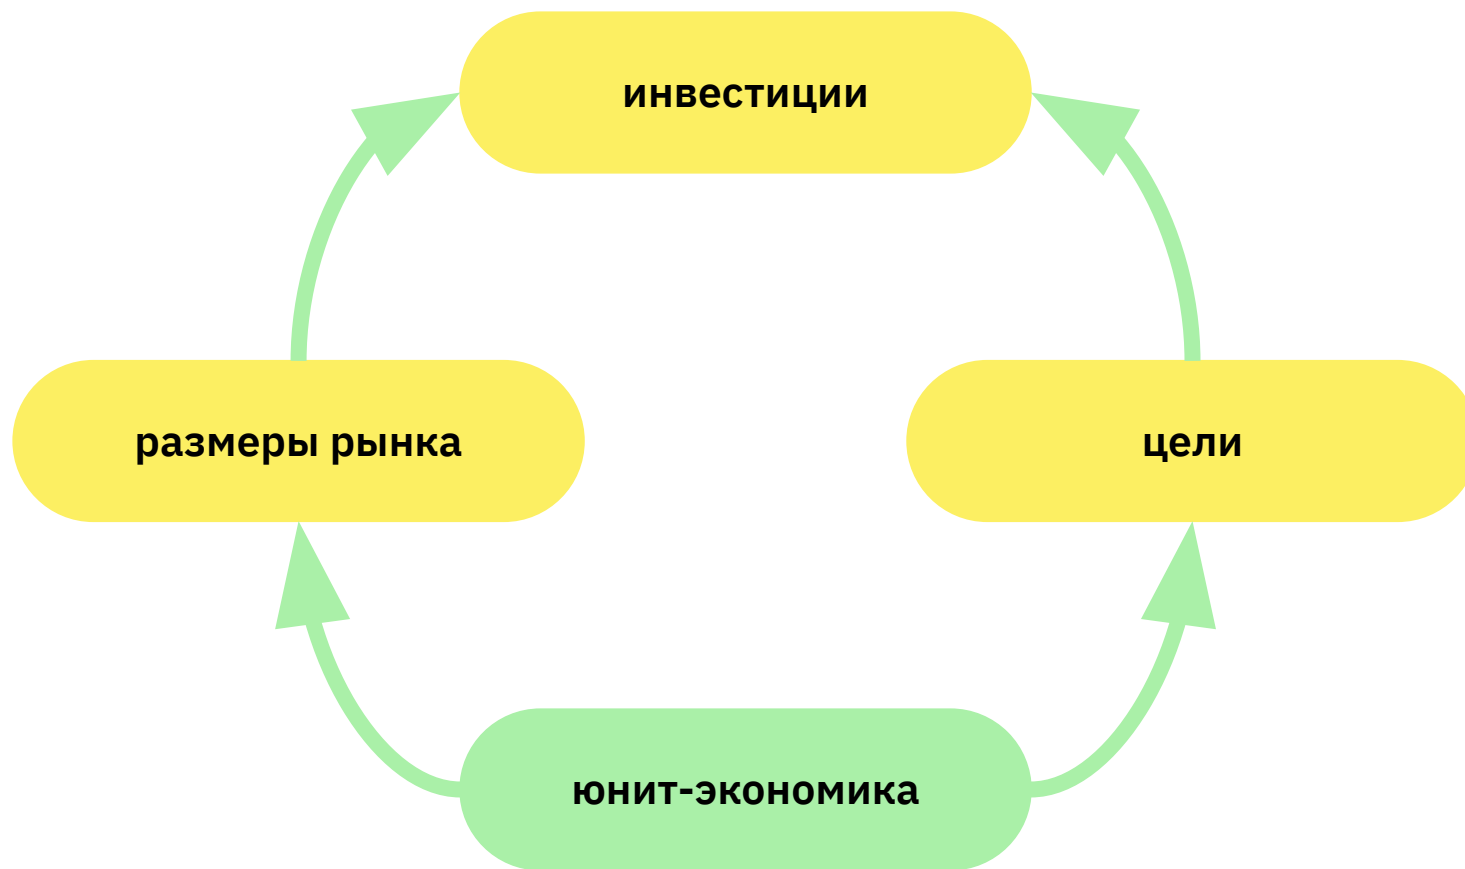 инвестиции
размеры рынка
цели
юнит-экономика